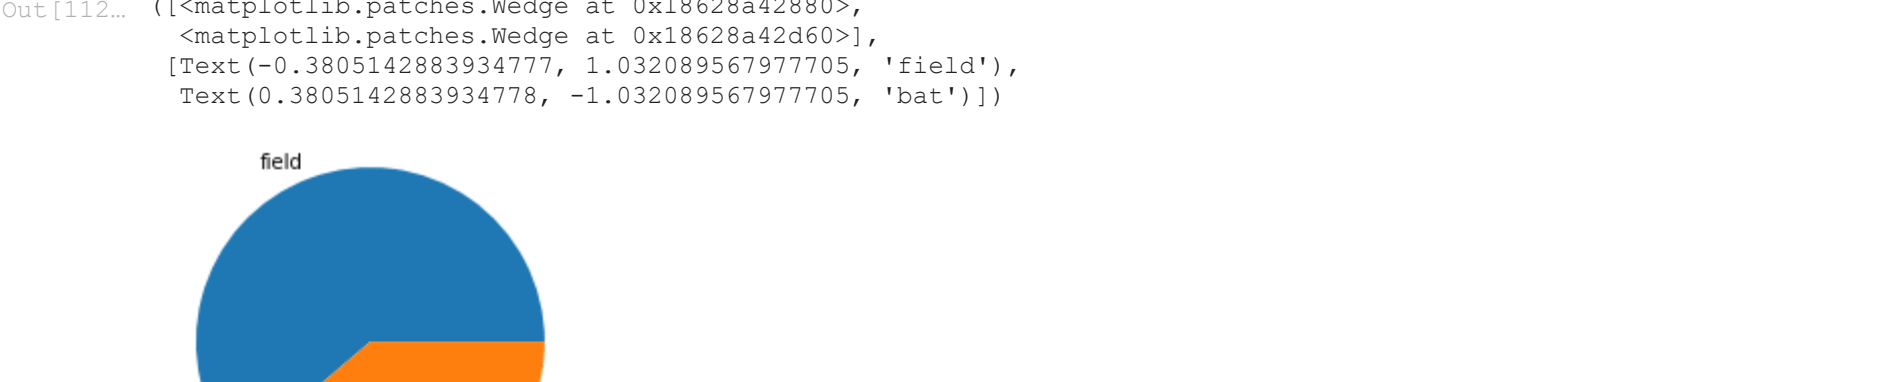 Out[112… ([<matplotlib.patches.Wedge at 0x18628a42880>,
<matplotlib.patches.Wedge at 0x18628a42d60>],
[Text(-0.3805142883934777, 1.032089567977705, 'field'),
Text(0.3805142883934778, -1.032089567977705, 'bat')])
field